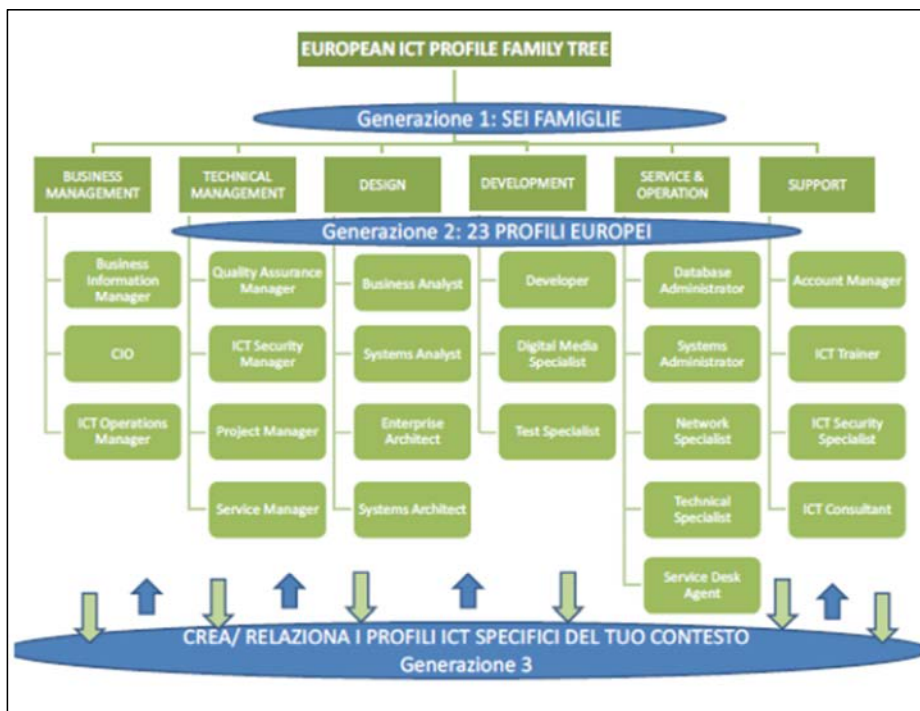 EUROPEAN ICT PROFILE FAMILY TREE
Generazione 1: SEI FAMIGLIE
BUSINESS
MANAGEMENT
TECHNICAL
MANAGEMENT
DESIGN
DEVELOPMENT
SERVICE &
OPERATION
SUPPORT
Generazione 2: 23 PROFILI EUROPEI
Business
Information
Manager
CIO
ICT Operations
Manager
Quality Assurance
Manager
ICT Security
Manager
Project Manager
Service Manager
Business Analyst
Systems Analyst
Enterprise
Architect
Systems Architect
Developer
Digital Media
Specialist
Test Specialist
Database
Administrator
Systems
Administrator
Network
Specialist
Technical
Specialist
Service Desk
Agent
Account Manager
ICT Trainer
ICT Security
Specialist
ICT Consultant
CREA/ RELAZIONA I PROFILI ICT SPECIFICI DEL TUO CONTESTO
Generazione 3